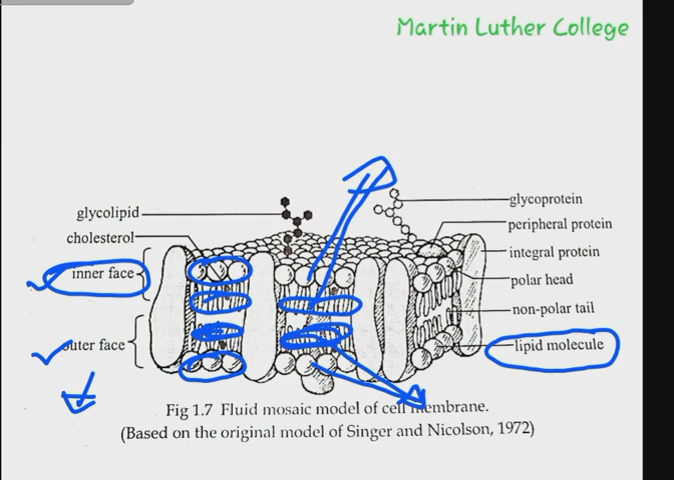 Martin Luther College
glycolipid
cholesterol
inner face
outer face
glycoprotein
peripheral protein
integral protein
polar head
non-polar tail
lipid molecule
Fig 1.7 Fluid mosaic model of cell membrane.
(Based on the original model of Singer and Nicolson, 1972)